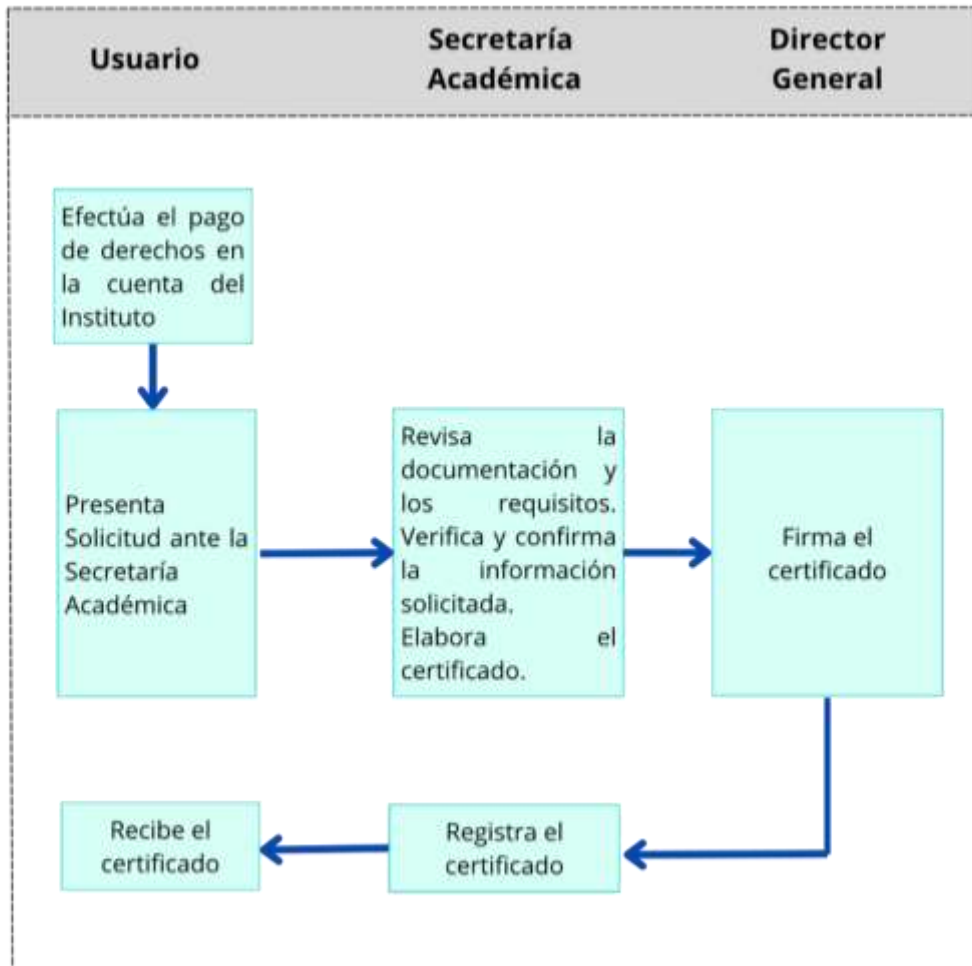 Usuario
Secretaría
Académica
Director
General
Efectúa el pago
de derechos en
la cuenta del
Instituto
Presenta
Solicitud ante la
Secretaría
Académica
Revisa la
documentación y
los requisitos.
Verifica y confirma
la información
solicitada.
Elabora el
certificado.
Firma el
certificado
Recibe el
certificado
Registra el
certificado